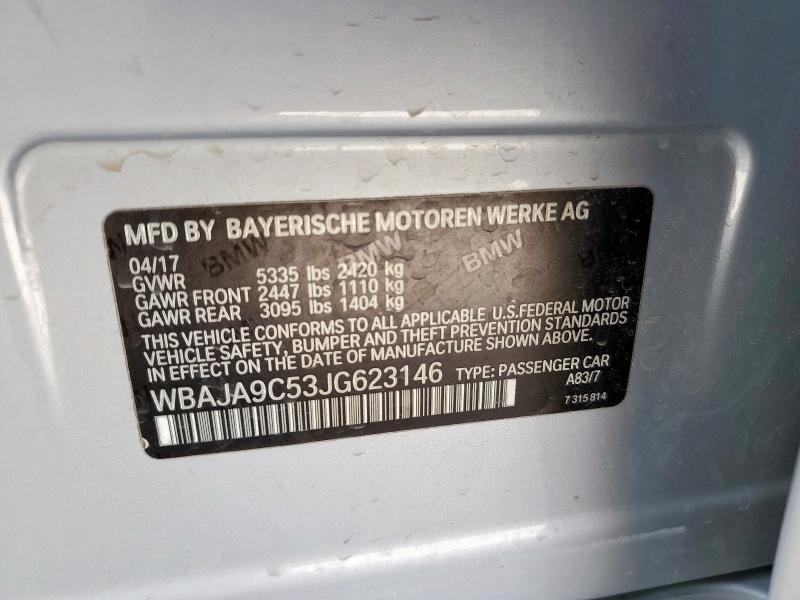 MFD BY BAYERISCHE MOTOREN WERKE AG
BMW BMW BMW
04/17
GVWR 5335 lbs 2420 kg
GAWR FRONT 2447 lbs 1110 kg
GAWR REAR 3095 lbs 1404 kg
THIS VEHICLE CONFORMS TO ALL APPLICABLE U.S.FEDERAL MOTOR
VEHICLE SAFETY, BUMPER AND THEFT PREVENTION STANDARDS
IN EFFECT ON THE DATE OF MANUFACTURE SHOWN ABOVE.
WBAJA9C53JG623146 TYPE: PASSENGER CAR
A83/7
7 315 814